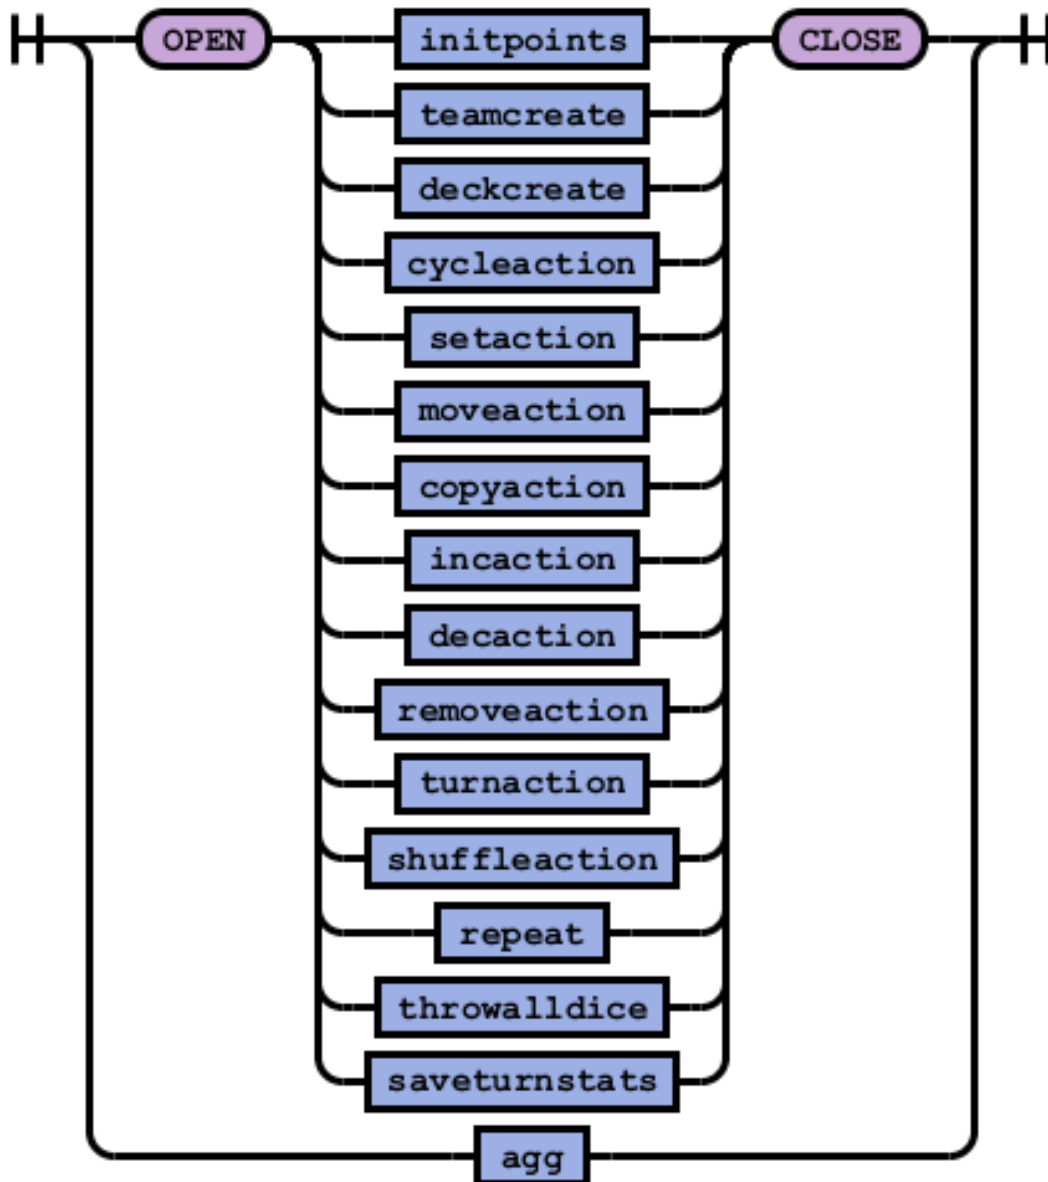 OPEN initpoints CLOSE
teamcreate
deckcreate
cycleaction
setaction
moveaction
copyaction
incaction
decaction
removeaction
turnaction
shuffleaction
repeat
throwalldice
saveturnstats
agg